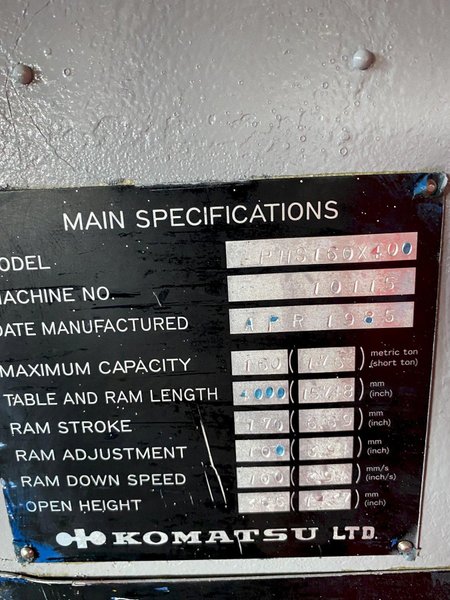 MAIN SPECIFICATIONS
ODEL PHS160X400
ACHINE NO. 10115
DATE MANUFACTURED APR 1985
MAXIMUM CAPACITY 160 ( ) metric ton (short ton)
TABLE AND RAM LENGTH 4000 ( ) mm (inch)
RAM STROKE 170 ( ) mm (inch)
RAM ADJUSTMENT ( ) mm (inch)
RAM DOWN SPEED ( ) mm/s (inch/s)
OPEN HEIGHT ( ) mm (inch)
KOMATSU LTD.